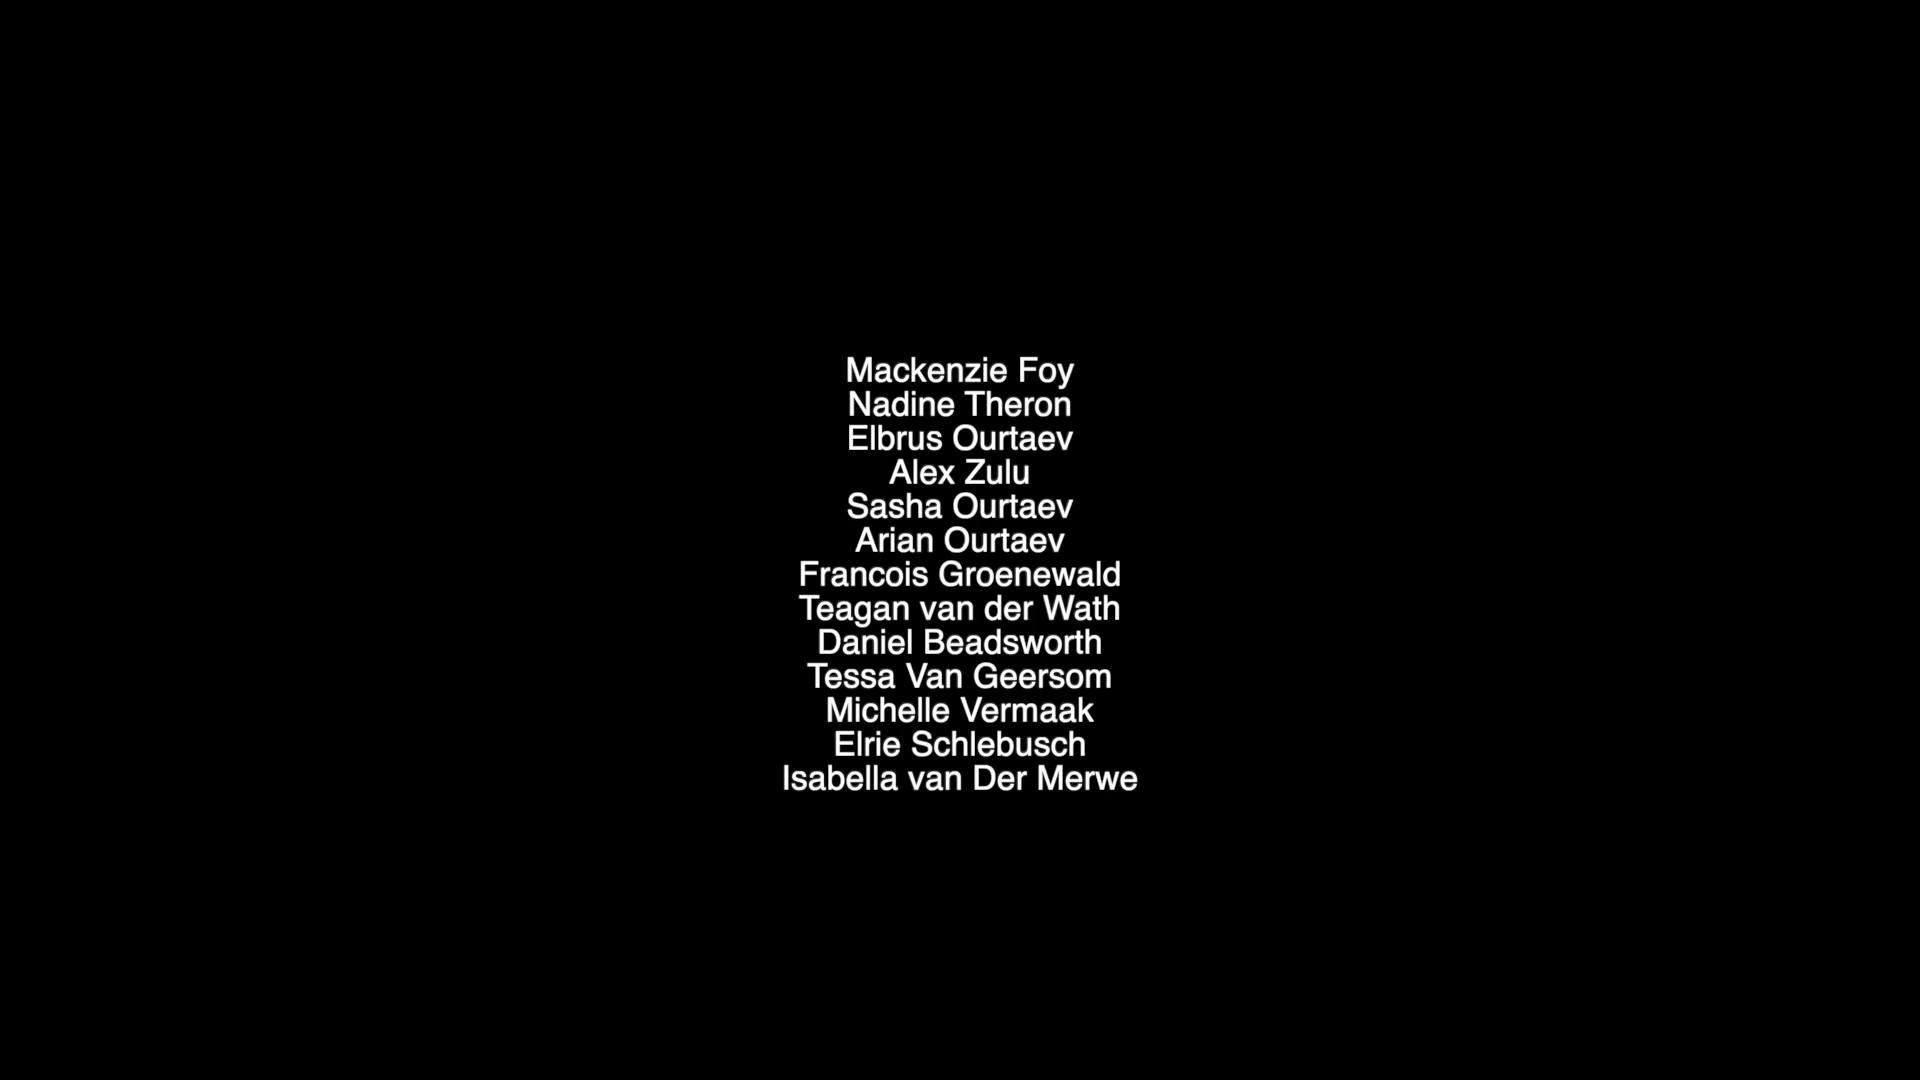 Mackenzie Foy
Nadine Theron
Elbrus Ourtaev
Alex Zulu
Sasha Ourtaev
Arian Ourtaev
Francois Groenewald
Teagan van der Wath
Daniel Beadsworth
Tessa Van Geersom
Michelle Vermaak
Elrie Schlebusch
Isabella van Der Merwe